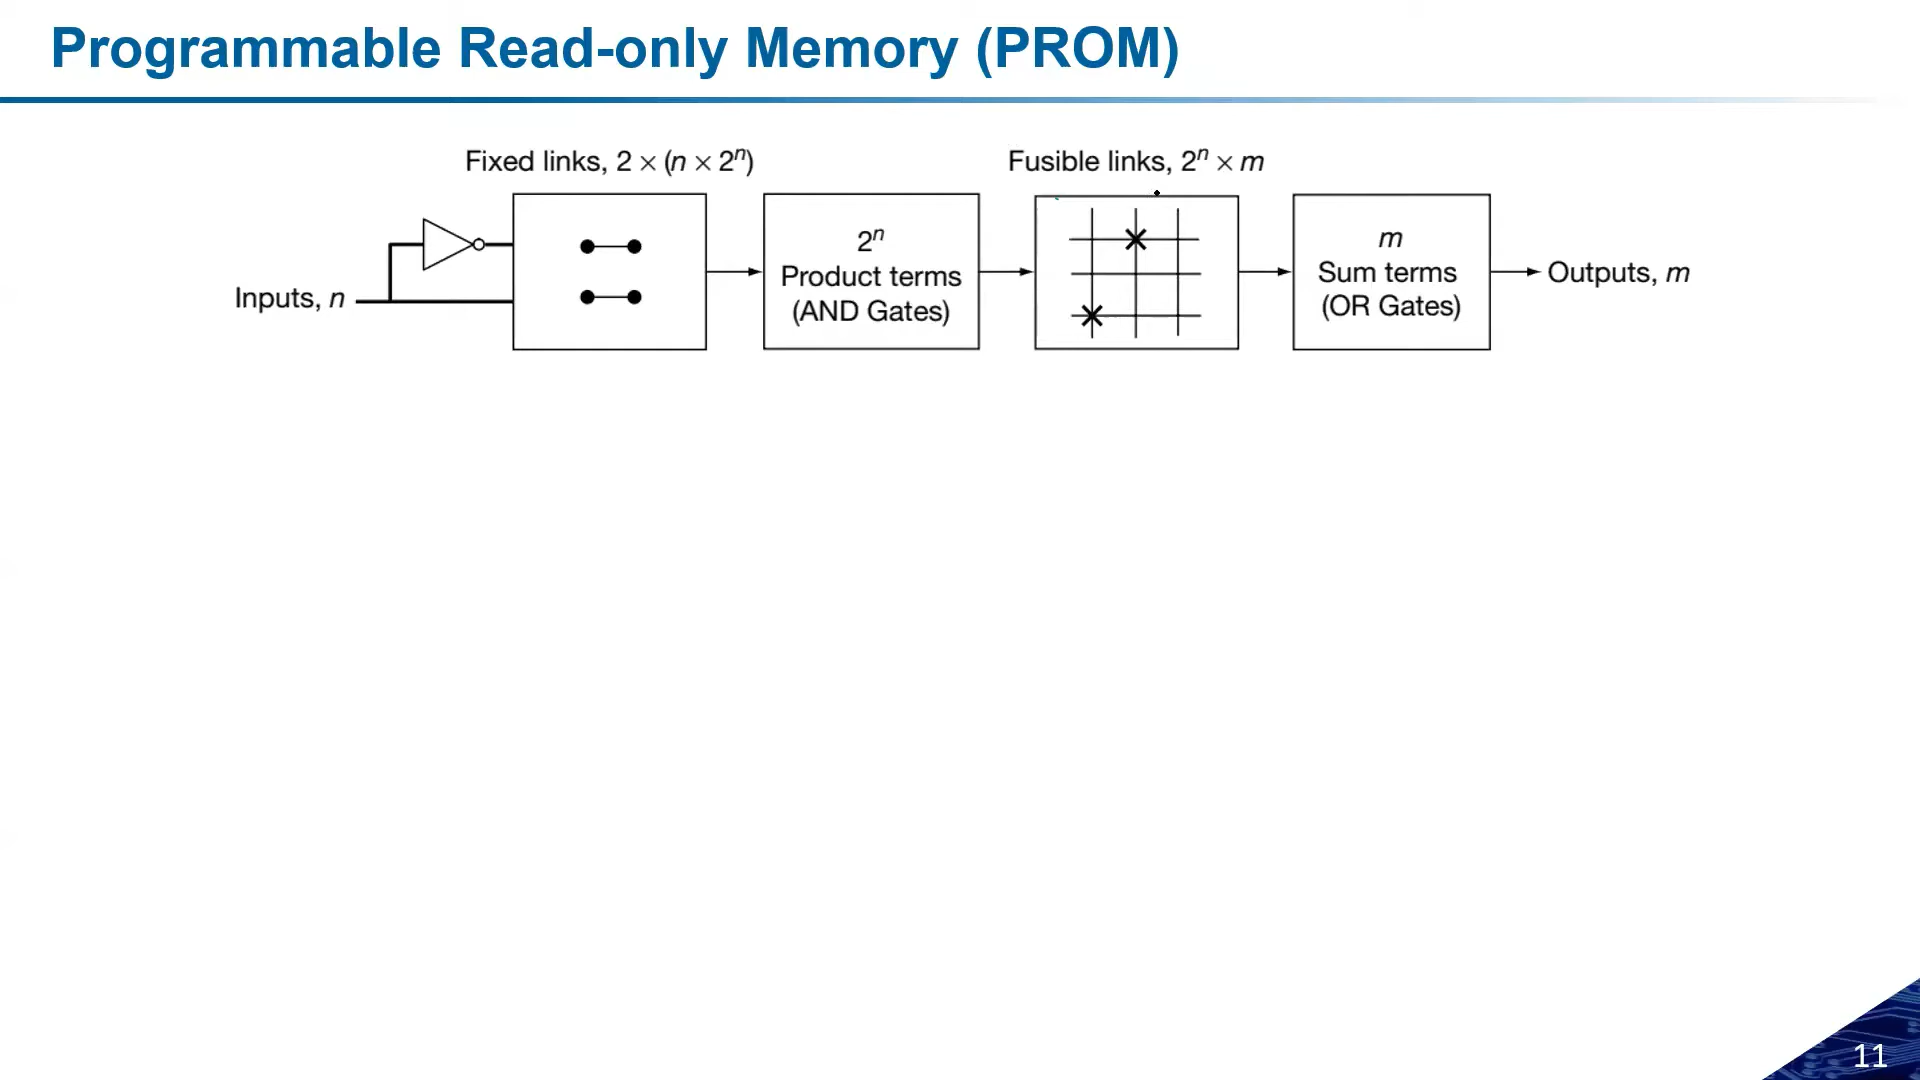 Programmable Read-only Memory (PROM)
Fixed links, 2 × (n × 2ⁿ)
Fusible links, 2ⁿ × m
Inputs, n
2ⁿ
Product terms
(AND Gates)
m
Sum terms
(OR Gates)
Outputs, m
11